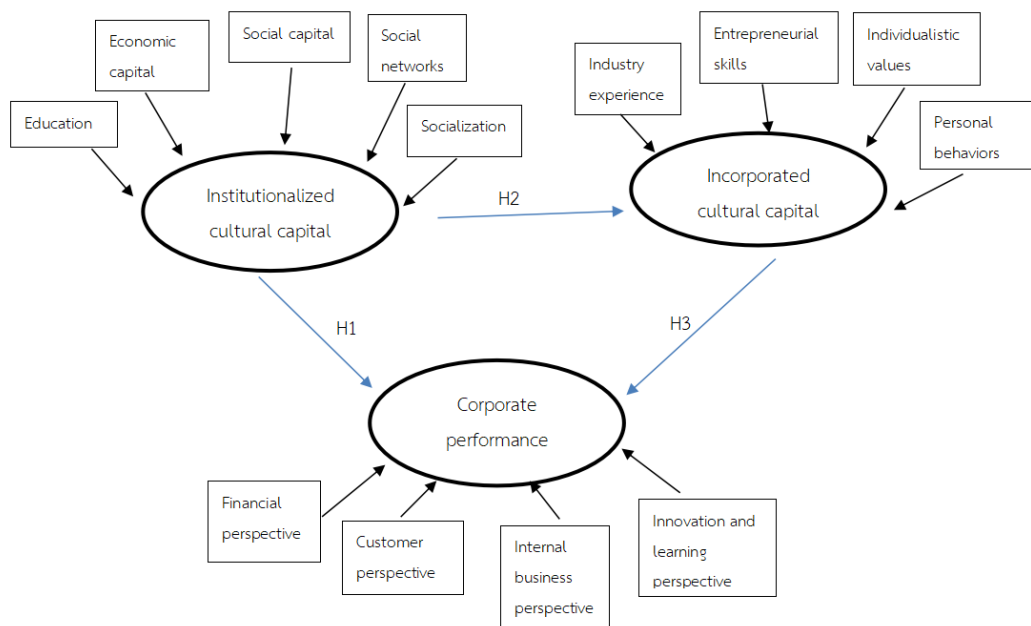 Education
Economic
capital
Social capital
Social
networks
Socialization
Institutionalized
cultural capital
Industry
experience
Entrepreneurial
skills
Individualistic
values
Personal
behaviors
Incorporated
cultural capital
H2
H1
H3
Corporate
performance
Financial
perspective
Customer
perspective
Internal
business
perspective
Innovation and
learning
perspective